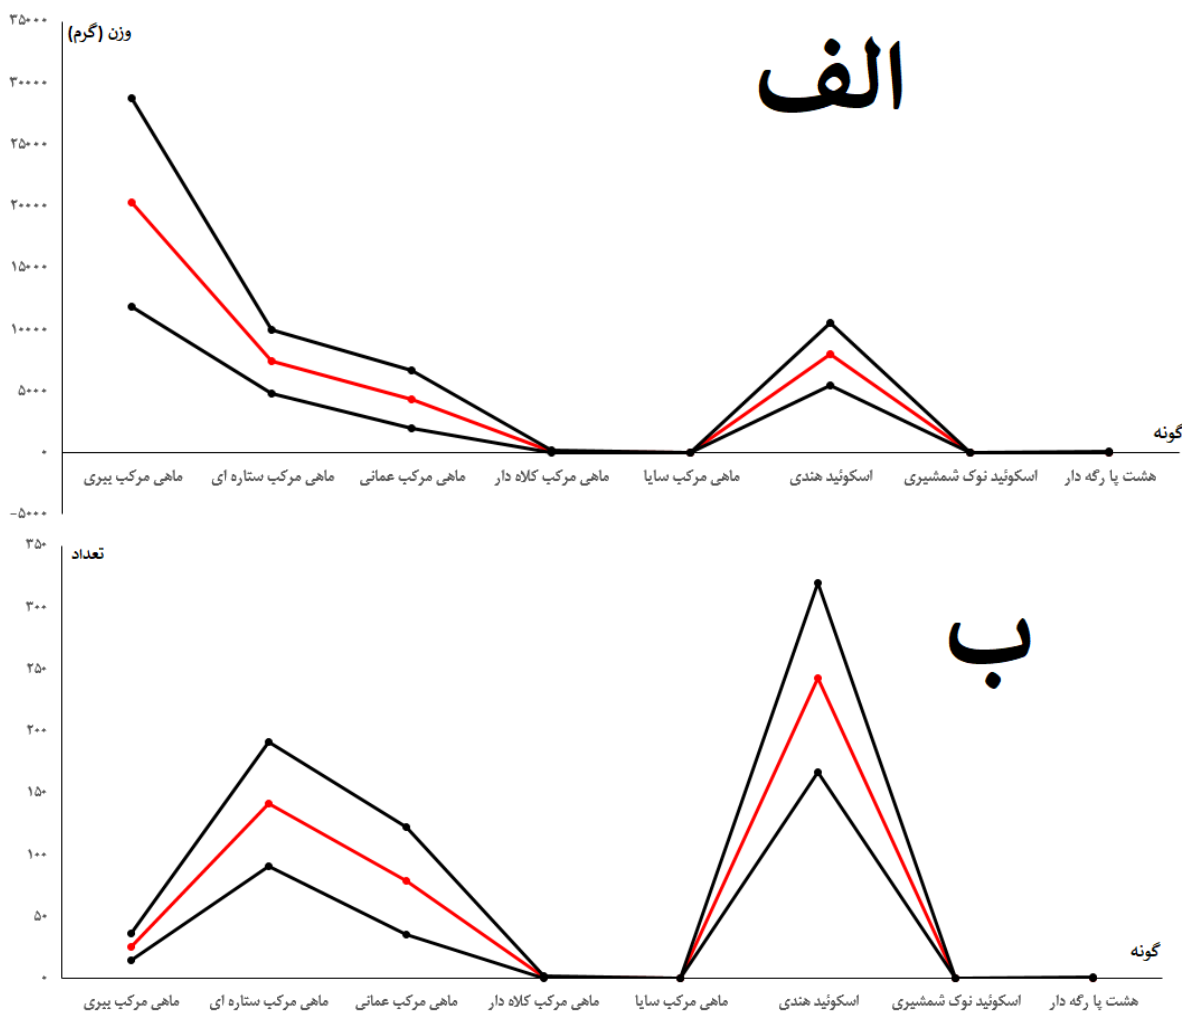 ۳۵۰۰۰
وزن (گرم)
الف
۳۰۰۰۰
۲۵۰۰۰
۲۰۰۰۰
۱۵۰۰۰
۱۰۰۰۰
۵۰۰۰
گونه
۰
ماهی مرکب ببری
ماهی مرکب ستاره ای
ماهی مرکب عمانی
ماهی مرکب کلاه دار
ماهی مرکب سایا
اسکوئید هندی
اسکوئید نوک شمشیری
هشت پا رگه دار
-۵۰۰۰
۳۵۰
تعداد
۳۰۰
ب
۲۵۰
۲۰۰
۱۵۰
۱۰۰
۵۰
گونه
۰
ماهی مرکب ببری
ماهی مرکب ستاره ای
ماهی مرکب عمانی
ماهی مرکب کلاه دار
ماهی مرکب سایا
اسکوئید هندی
اسکوئید نوک شمشیری
هشت پا رگه دار